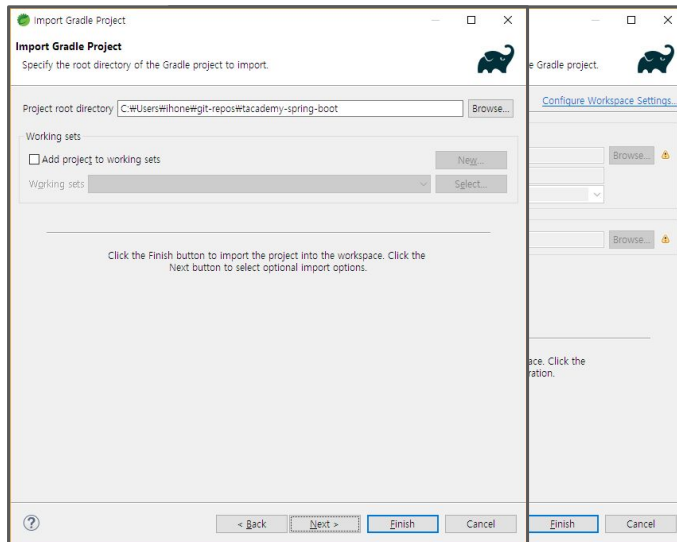 Import Gradle Project
Import Gradle Project
Specify the root directory of the Gradle project to import.
Project root directory C:₩Users₩ihone₩git-repos₩tacademy-spring-boot Browse...
Working sets
Add project to working sets New...
Working sets Select...
Click the Finish button to import the project into the workspace. Click the
Next button to select optional import options.
< Back Next > Finish Cancel
e Gradle project.
Configure Workspace Settings...
Browse...
Browse...
ace. Click the
ration.
Finish Cancel